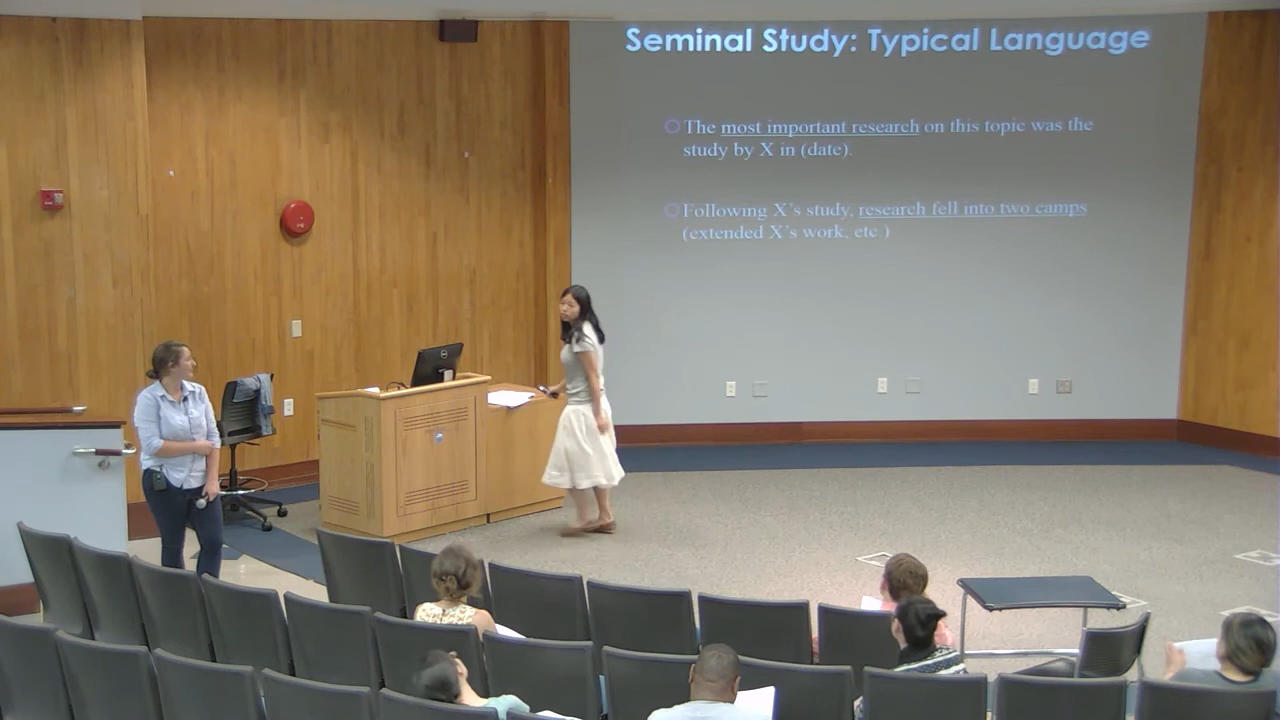 Seminal Study: Typical Language
The most important research on this topic was the
study by X in (date).
Following X's study, research fell into two camps
(extended X's work, etc.)